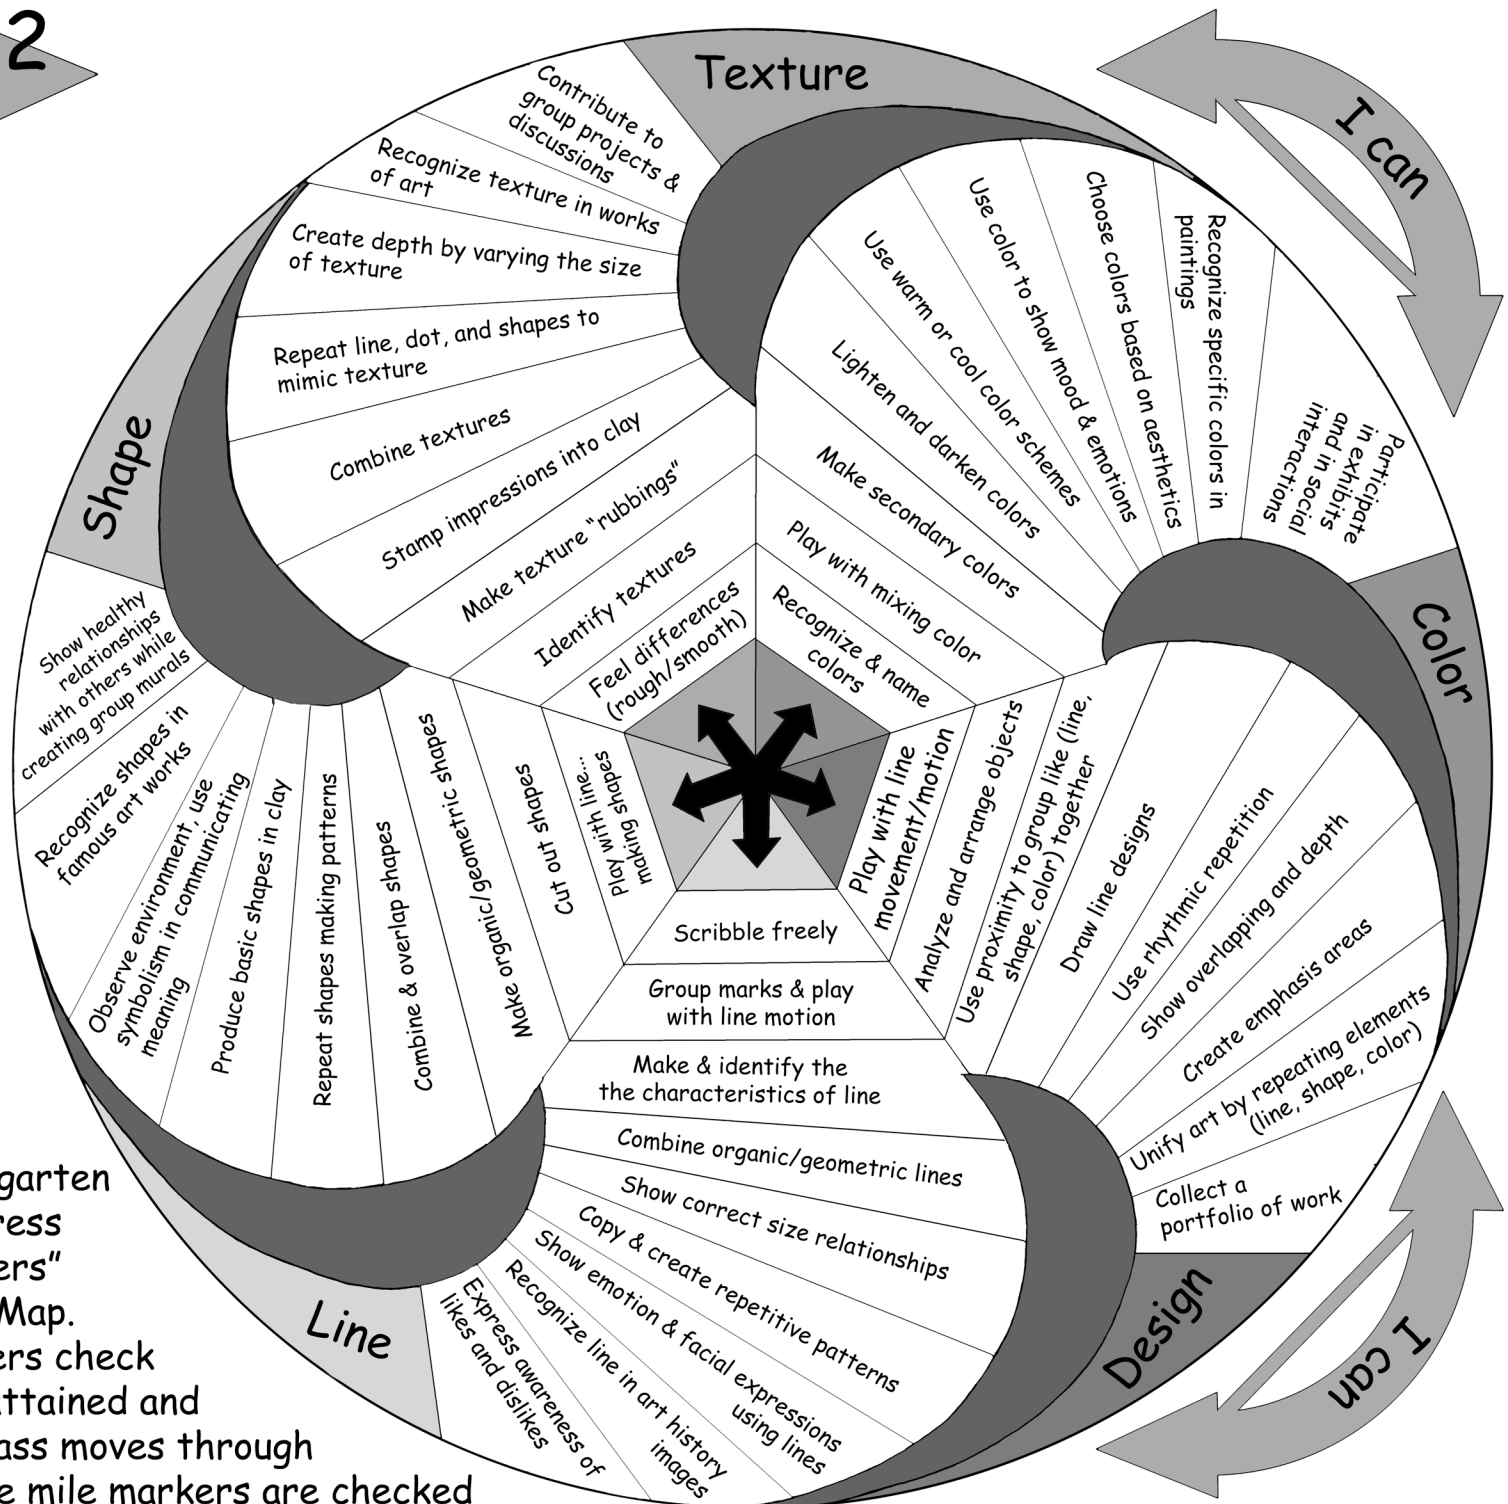 2
Texture
Contribute to
group projects &
discussions
Recognize texture in works
of art
Create depth by varying the size
of texture
Repeat line, dot, and shapes to
mimic texture
Combine textures
Stamp impressions into clay
Make texture “rubbings”
Identify textures
Feel differences
(rough/smooth)
I can
Recognize & name
colors
Play with mixing color
Make secondary colors
Lighten and darken colors
Use warm or cool color schemes
Use color to show mood & emotions
Choose colors based on aesthetics
Recognize specific colors in
paintings
Participate
in exhibits
and in social
interactions
Color
Play with line
movement/motion
Analyze and arrange objects
Use proximity to group like (line,
shape, color) together
Draw line designs
Use rhythmic repetition
Show overlapping and depth
Create emphasis areas
Unify art by repeating elements
(line, shape, color)
Collect a
portfolio of work
Design
I can
Scribble freely
Group marks & play
with line motion
Make & identify the
the characteristics of line
Combine organic/geometric lines
Show correct size relationships
Copy & create repetitive patterns
Show emotion & facial expressions
using lines
Recognize line in art history
images
Express awareness of
likes and dislikes
Line
Play with line...
making shapes
Cut out shapes
Make organic/geometric shapes
Combine & overlap shapes
Repeat shapes making patterns
Produce basic shapes in clay
Observe environment, use
symbolism in communicating
meaning
Recognize shapes in
famous art works
Show healthy
relationships
with others while
creating group murals
Shape
garten
ress
ers”
Map.
ers check
ttained and
ass moves through
e mile markers are checked